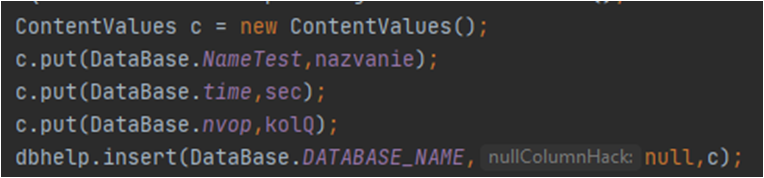 ContentValues c = new ContentValues();
c.put(DataBase.NameTest,nazvanie);
c.put(DataBase.time,sec);
c.put(DataBase.nvop,kolQ);
dbhelp.insert(DataBase.DATABASE_NAME, nullColumnHack: null,c);